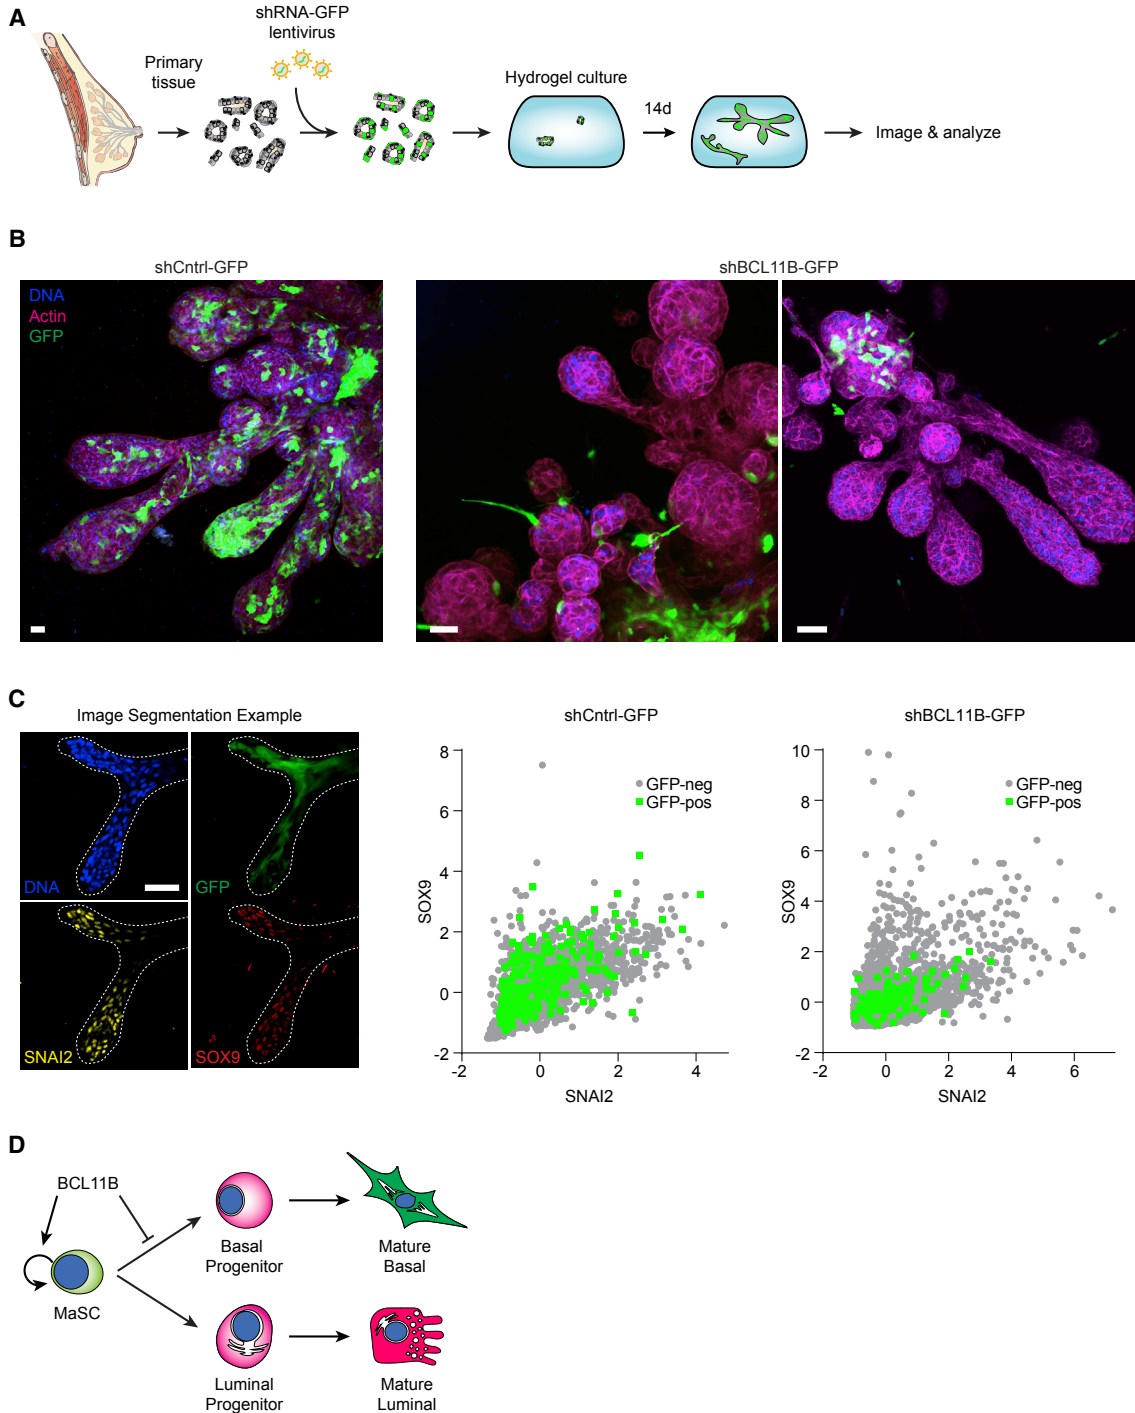 A
shRNA-GFP
lentivirus
Primary
tissue
Hydrogel culture
14d
Image & analyze
B
shCntrl-GFP
shBCL11B-GFP
DNA
Actin
GFP
C
Image Segmentation Example
DNA
GFP
SNAI2
SOX9
shCntrl-GFP
8
6
4
2
0
-2
SOX9
GFP-neg
GFP-pos
-2 0 2 4
SNAI2
shBCL11B-GFP
10
8
6
4
2
0
-2
SOX9
GFP-neg
GFP-pos
-2 0 2 4 6
SNAI2
D
BCL11B
MaSC
Basal
Progenitor
Mature
Basal
Luminal
Progenitor
Mature
Luminal